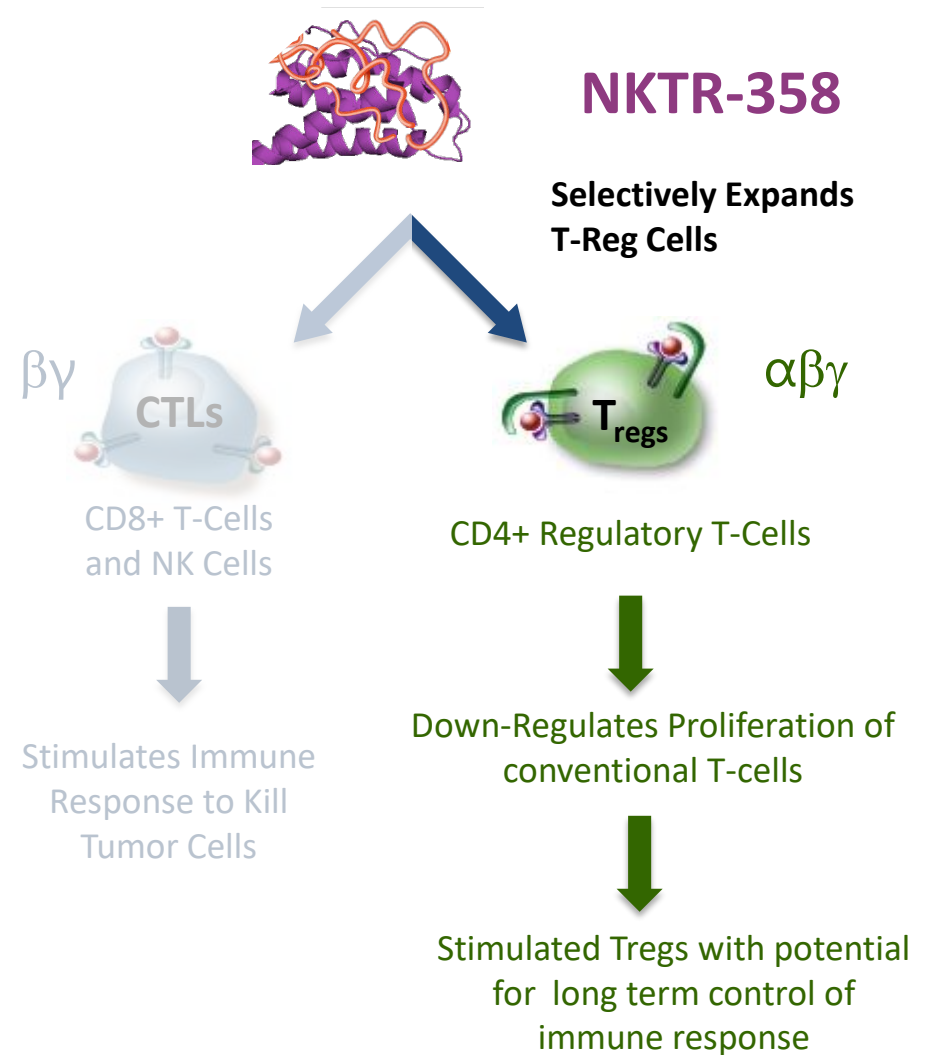 NKTR-358
Selectively Expands
T-Reg Cells
βγ
CTLs
CD8+ T-Cells
and NK Cells
Stimulates Immune
Response to Kill
Tumor Cells
Tregs
αβγ
CD4+ Regulatory T-Cells
Down-Regulates Proliferation of
conventional T-cells
Stimulated Tregs with potential
for long term control of
immune response